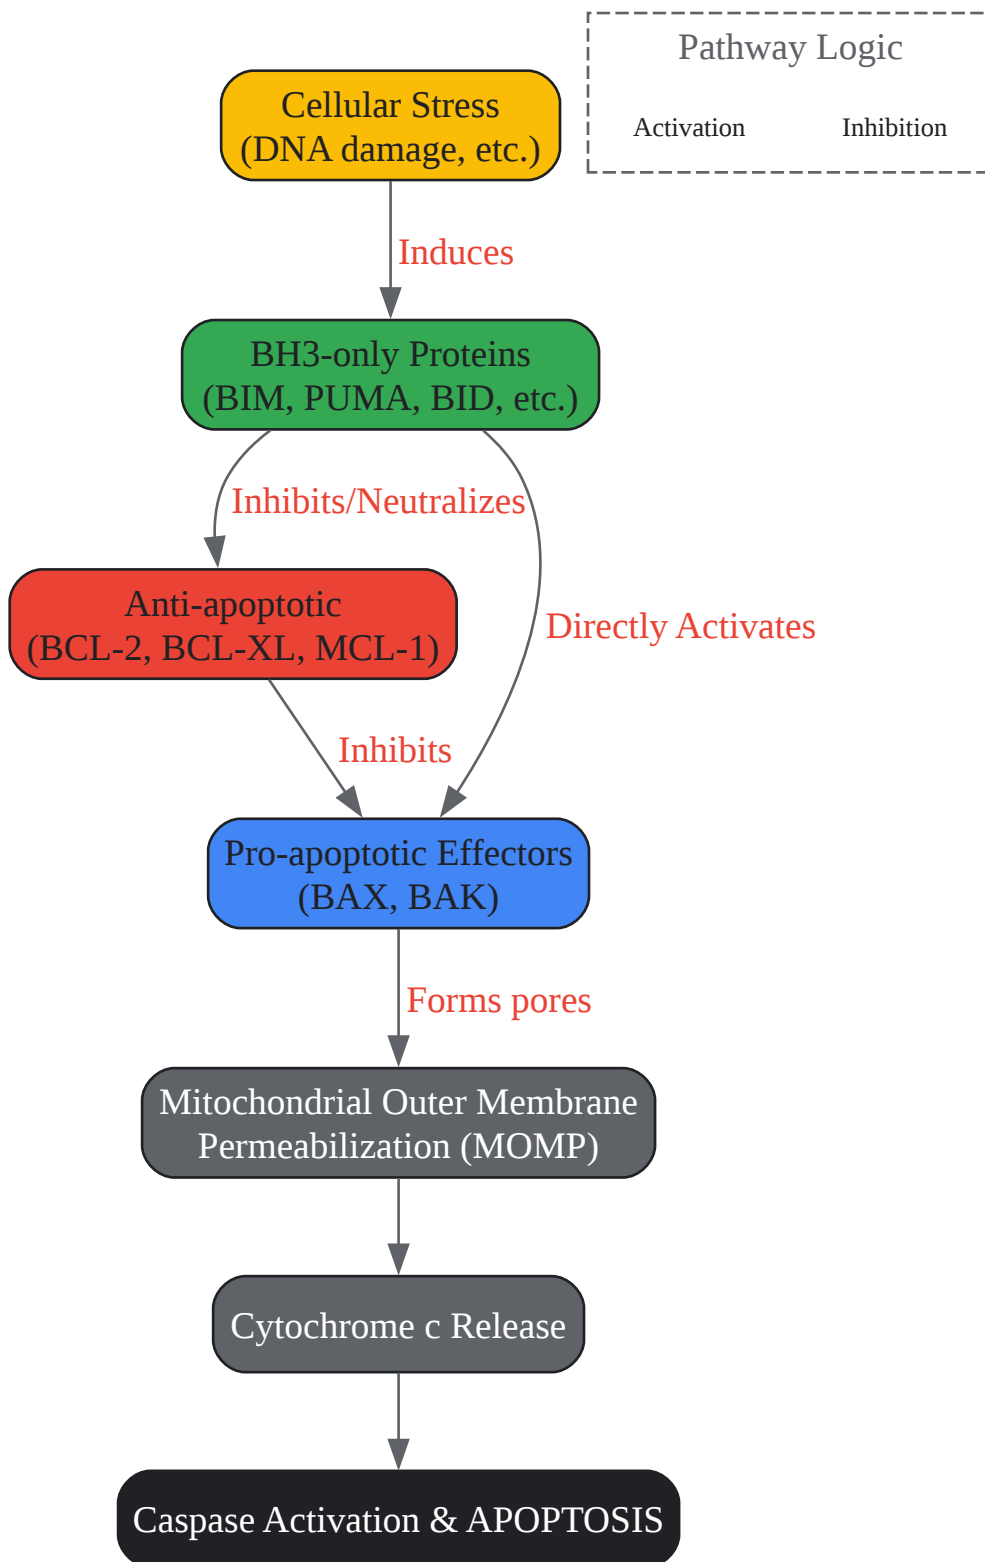 Pathway Logic
Activation
Inhibition
Cellular Stress
(DNA damage, etc.)
Induces
BH3-only Proteins
(BIM, PUMA, BID, etc.)
Inhibits/Neutralizes
Anti-apoptotic
(BCL-2, BCL-XL, MCL-1)
Directly Activates
Inhibits
Pro-apoptotic Effectors
(BAX, BAK)
Forms pores
Mitochondrial Outer Membrane
Permeabilization (MOMP)
Cytochrome c Release
Caspase Activation & APOPTOSIS